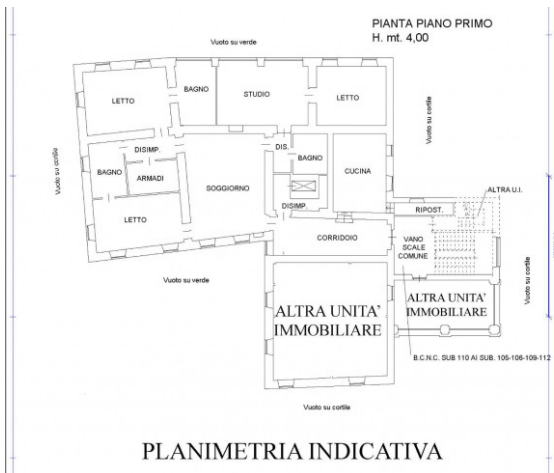 PIANTA PIANO PRIMO
H. mt. 4,00
Vuoto su verde
LETTO
BAGNO
STUDIO
LETTO
Vuoto su cortile
Vuoto su cortile
DISIMP.
DIS.
BAGNO
CUCINA
BAGNO
ARMADI
SOGGIORNO
DISIMP.
LETTO
ALTRA U.I.
RIPOST.
CORRIDOIO
VANO
SCALE
COMUNE
Vuoto su verde
ALTRA UNITA'
IMMOBILIARE
ALTRA UNITA'
IMMOBILIARE
Vuoto su cortile
B.C.N.C. SUB 110 AI SUB. 105-106-109-112
Vuoto su cortile
PLANIMETRIA INDICATIVA